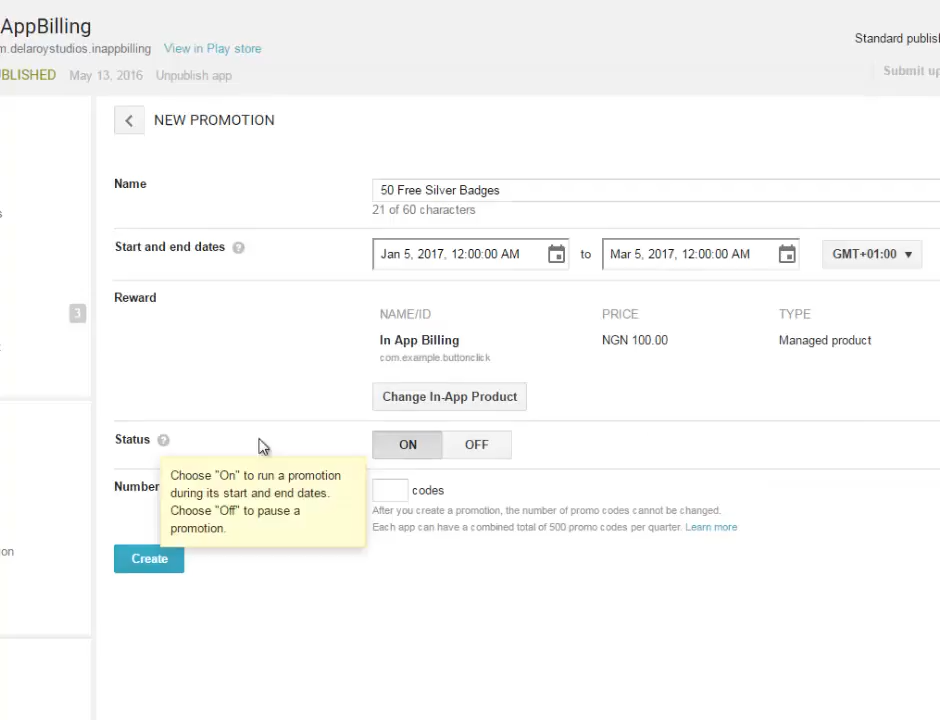 AppBilling
m.delaroystudios.inappbilling View in Play store
Standard publish
BLISHED May 13, 2016 Unpublish app
Submit up
NEW PROMOTION
Name
50 Free Silver Badges
21 of 60 characters
Start and end dates ?
Jan 5, 2017, 12:00:00 AM to Mar 5, 2017, 12:00:00 AM GMT+01:00
Reward
NAME/ID PRICE TYPE
3
In App Billing NGN 100.00 Managed product
com.example.buttonclick
Change In-App Product
Status ?
ON OFF
Choose "On" to run a promotion
during its start and end dates.
Choose "Off" to pause a
promotion.
Number
codes
After you create a promotion, the number of promo codes cannot be changed.
Each app can have a combined total of 500 promo codes per quarter. Learn more
on
Create